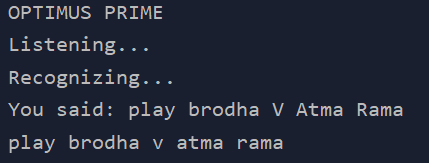 OPTIMUS PRIME
Listening...
Recognizing...
You said: play brodha V Atma Rama
play brodha v atma rama